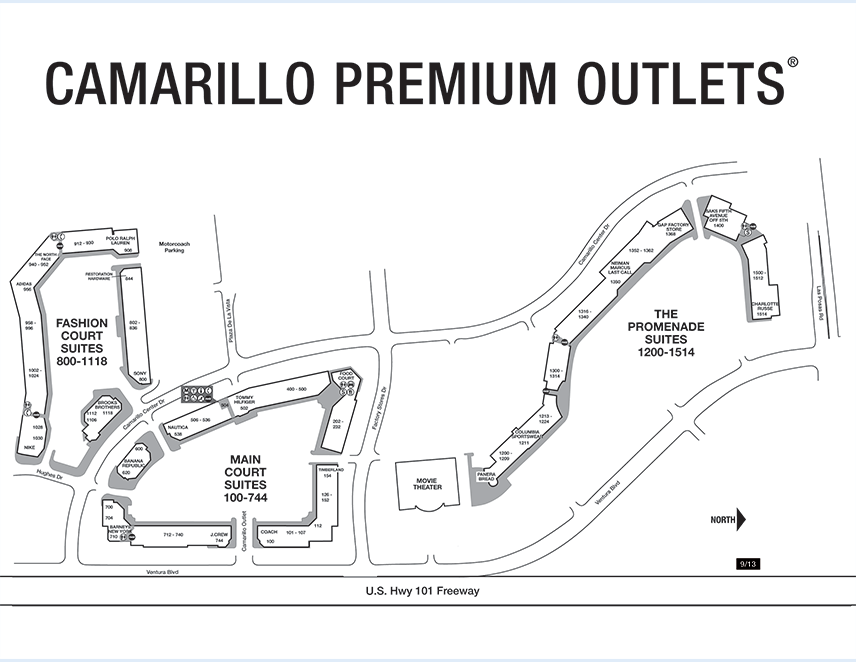 CAMARILLO PREMIUM OUTLETS®
POLO RALPH
LAUREN
906
912 - 930
THE NORTH
FACE
940 - 952
ADIDAS
956
958 -
996
1002 -
1024
1028
1030
NIKE
RESTORATION
HARDWARE
844
802 -
836
SONY
800
Motorcoach
Parking
FASHION
COURT
SUITES
800-1118
BROOKS
BROTHERS
1112
1118
1106
Hughes Dr
Camarillo Center Dr
Plaza De La Vista
600
BANANA
REPUBLIC
620
NAUTICA
538
506 - 536
TOMMY
HILFIGER
502
400 - 500
FOOD
COURT
202 -
232
Factory Stores Dr
MAIN
COURT
SUITES
100-744
TIMBERLAND
154
126 -
152
112
COACH
101 - 107
100
Camarillo Outlet
J.CREW
744
712 - 740
700
704
BARNEYS
NEW YORK
710
Ventura Blvd
U.S. Hwy 101 Freeway
MOVIE
THEATER
PANERA
BREAD
1200 -
1209
COLUMBIA
SPORTSWEAR
1211
1213 -
1224
1300 -
1314
1316 -
1340
NEIMAN
MARCUS
LAST CALL
1350
1352 - 1362
GAP FACTORY
STORE
1368
Camarillo Center Dr
SAKS FIFTH
AVENUE
OFF 5TH
1400
1500 -
1512
CHARLOTTE
RUSSE
1514
Las Posas Rd
THE
PROMENADE
SUITES
1200-1514
Ventura Blvd
NORTH
9/13